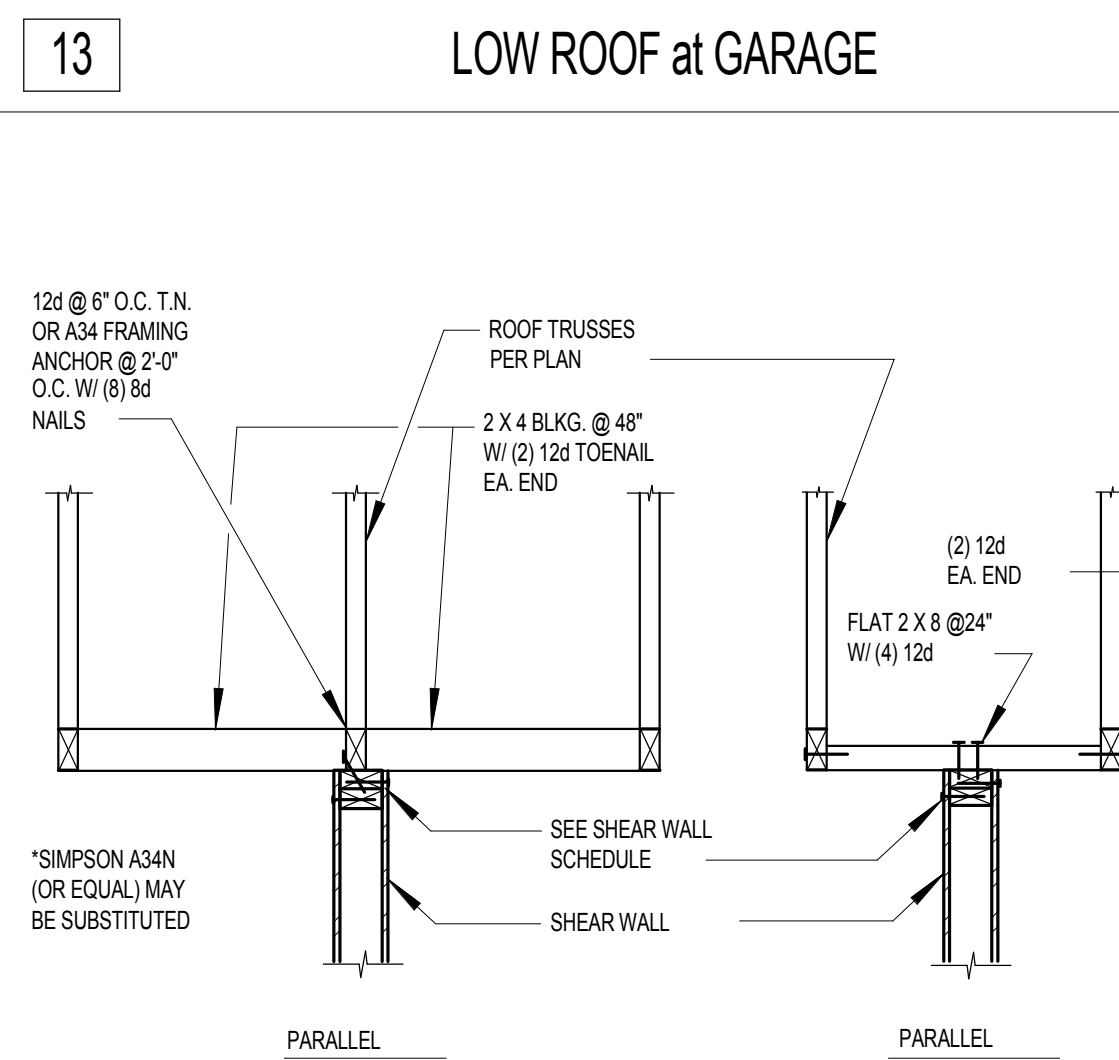 13
LOW ROOF at GARAGE
12d @ 6" O.C. T.N.
OR A34 FRAMING
ANCHOR @ 2'-0"
O.C. W/ (8) 8d
NAILS
ROOF TRUSSES
PER PLAN
2 X 4 BLKG. @ 48"
W/ (2) 12d TOENAIL
EA. END
(2) 12d
EA. END
FLAT 2 X 8 @24"
W/ (4) 12d
*SIMPSON A34N
(OR EQUAL) MAY
BE SUBSTITUTED
SEE SHEAR WALL
SCHEDULE
SHEAR WALL
PARALLEL
PARALLEL